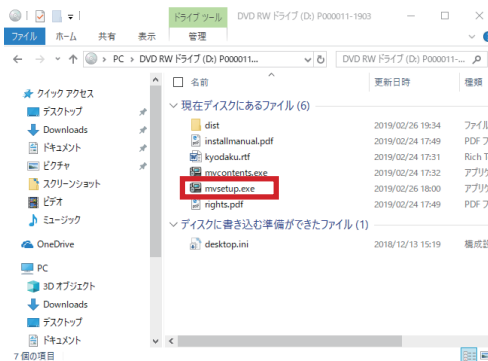 ドライブ ツール DVD RW ドライブ (D:) P000011-1903
ファイル ホーム 共有 表示 管理
PC > DVD RW ドライブ (D:) P000011... DVD RW ドライブ (D:) P000011-...
名前 更新日時 種類
クイック アクセス
現在ディスクにあるファイル (6)
デスクトップ
dist 2019/02/26 19:34 ファイル
Downloads
installmanual.pdf 2019/02/24 17:49 PDF フ
ドキュメント
kyodaku.rtf 2019/02/24 17:31 Rich T
ピクチャ
mvcontents.exe 2019/02/24 17:32 アプリケ
スクリーンショット
mvsetup.exe 2019/02/26 18:00 アプリケ
ビデオ
rights.pdf 2019/02/24 17:49 PDF フ
ミュージック
ディスクに書き込む準備ができたファイル (1)
OneDrive
desktop.ini 2018/12/13 15:19 構成設
PC
3D オブジェクト
Downloads
デスクトップ
ドキュメント
7 個の項目